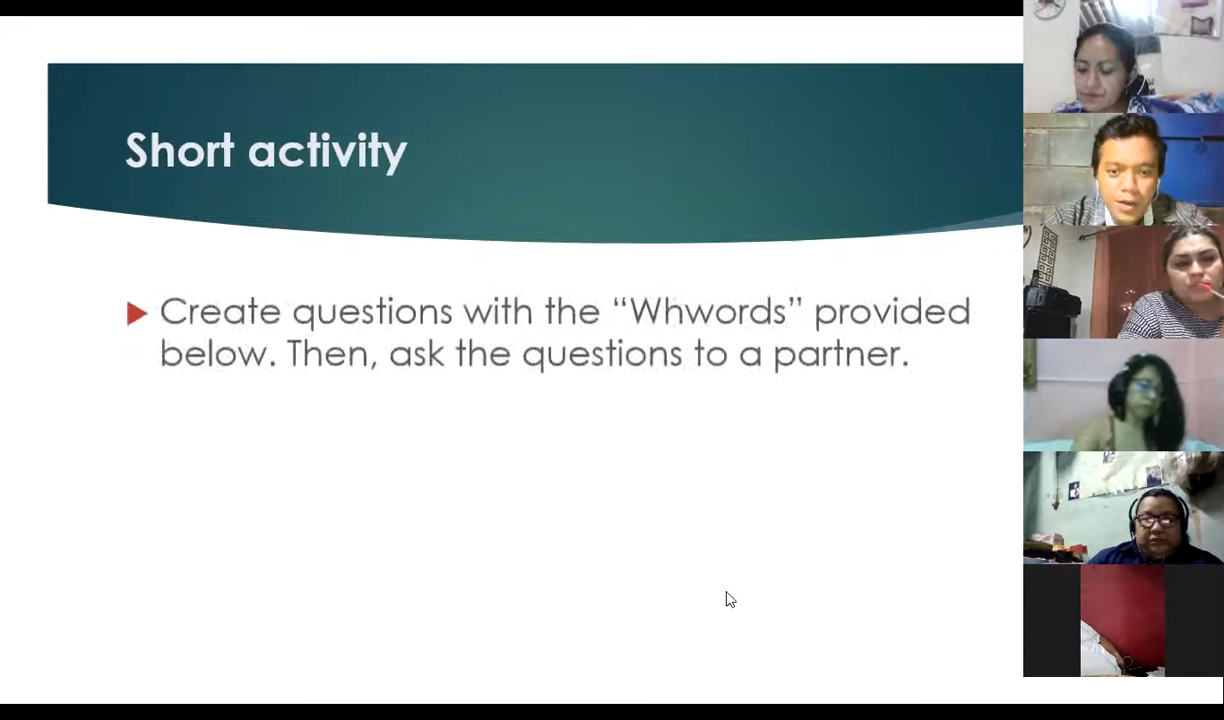 Short activity
Create questions with the “Whwords” provided
below. Then, ask the questions to a partner.